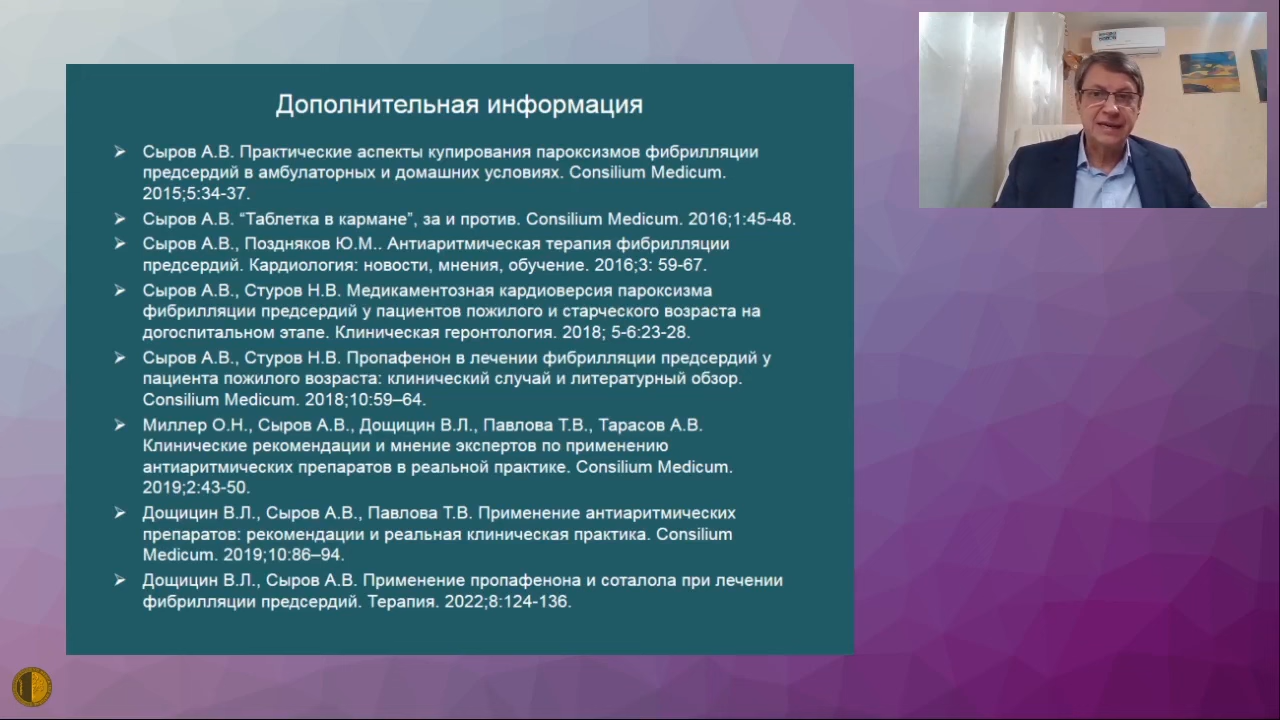 Дополнительная информация
Сыров А.В. Практические аспекты купирования пароксизмов фибрилляции
предсердий в амбулаторных и домашних условиях. Consilium Medicum.
2015;5:34-37.
Сыров А.В. “Таблетка в кармане”, за и против. Consilium Medicum. 2016;1:45-48.
Сыров А.В., Поздняков Ю.М.. Антиаритмическая терапия фибрилляции
предсердий. Кардиология: новости, мнения, обучение. 2016;3: 59-67.
Сыров А.В., Стуров Н.В. Медикаментозная кардиоверсия пароксизма
фибрилляции предсердий у пациентов пожилого и старческого возраста на
догоспитальном этапе. Клиническая геронтология. 2018; 5-6:23-28.
Сыров А.В., Стуров Н.В. Пропафенон в лечении фибрилляции предсердий у
пациента пожилого возраста: клинический случай и литературный обзор.
Consilium Medicum. 2018;10:59–64.
Миллер О.Н., Сыров А.В., Дощицин В.Л., Павлова Т.В., Тарасов А.В.
Клинические рекомендации и мнение экспертов по применению
антиаритмических препаратов в реальной практике. Consilium Medicum.
2019;2:43-50.
Дощицин В.Л., Сыров А.В., Павлова Т.В. Применение антиаритмических
препаратов: рекомендации и реальная клиническая практика. Consilium
Medicum. 2019;10:86–94.
Дощицин В.Л., Сыров А.В. Применение пропафенона и соталола при лечении
фибрилляции предсердий. Терапия. 2022;8:124-136.